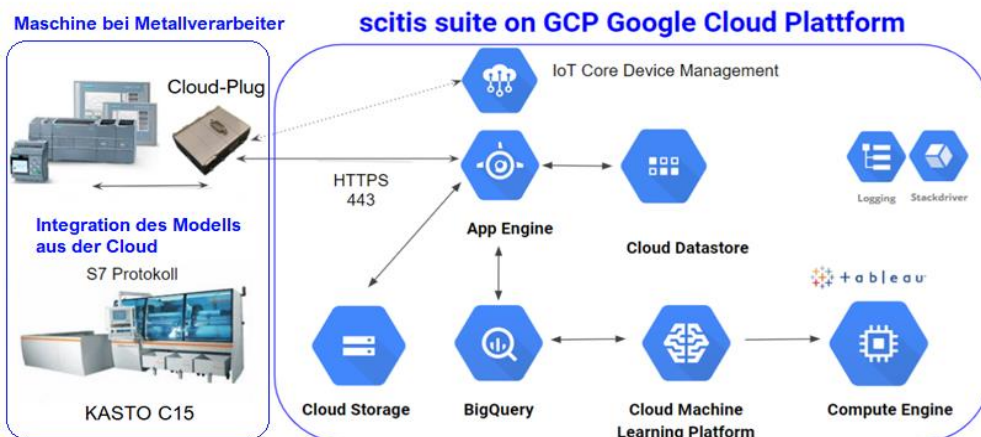 Maschine bei Metallverarbeiter
scitis suite on GCP Google Cloud Plattform
Cloud-Plug
IoT Core Device Management
HTTPS
443
Logging
Stackdriver
Integration des Modells
aus der Cloud
App Engine
Cloud Datastore
S7 Protokoll
+ a b l e a u
KASTO C15
Cloud Storage
BigQuery
Cloud Machine
Learning Platform
Compute Engine